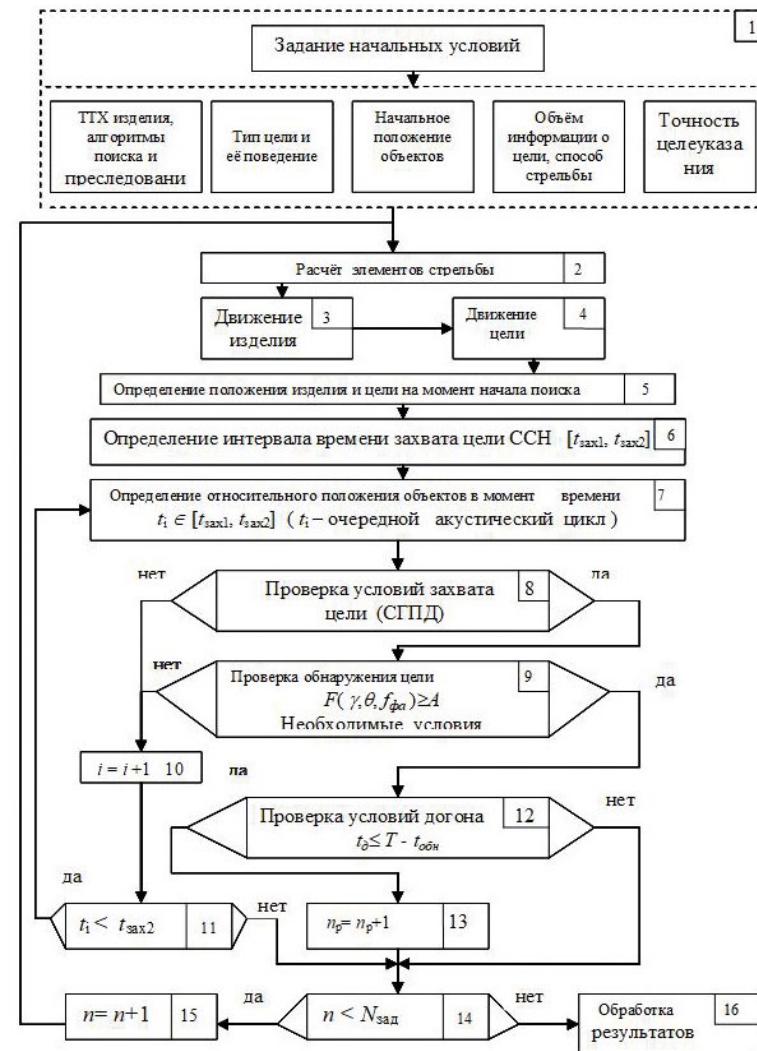 1
Задание начальных условий
ТТХ изделия,
алгоритмы
поиска и
преследовани
Тип цели и
её поведение
Начальное
положение
объектов
Объём
информации о
цели, способ
стрельбы
Точность
целеуказа
ния
Расчёт элементов стрельбы 2
Движение
изделия
3
Движение
цели
4
Определение положения изделия и цели на момент начала поиска 5
Определение интервала времени захвата цели ССН [tзах1, tзах2] 6
Определение относительного положения объектов в момент времени 7
ti ∈ [tзах1, tзах2] ( ti – очередной акустический цикл )
нет
Проверка условий захвата
цели (СГПД)
8
да
нет
Проверка обнаружения цели
F( γ, θ, fфа) ≥ A
Необходимые условия
9
да
i = i+1 10
да
Проверка условий догона
tд ≤ T - tобн
12
нет
да
ti < tзах2 11
нет
nр= nр+1 13
n= n+1 15
да
n < Nзад 14
нет
Обработка
результатов
16